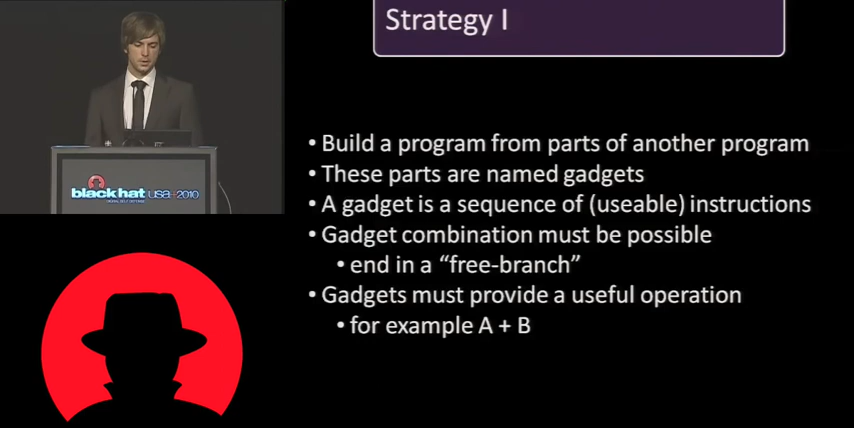 Strategy I
• Build a program from parts of another program
• These parts are named gadgets
• A gadget is a sequence of (useable) instructions
• Gadget combination must be possible
• end in a “free-branch”
• Gadgets must provide a useful operation
• for example A + B
black hat USA+2010